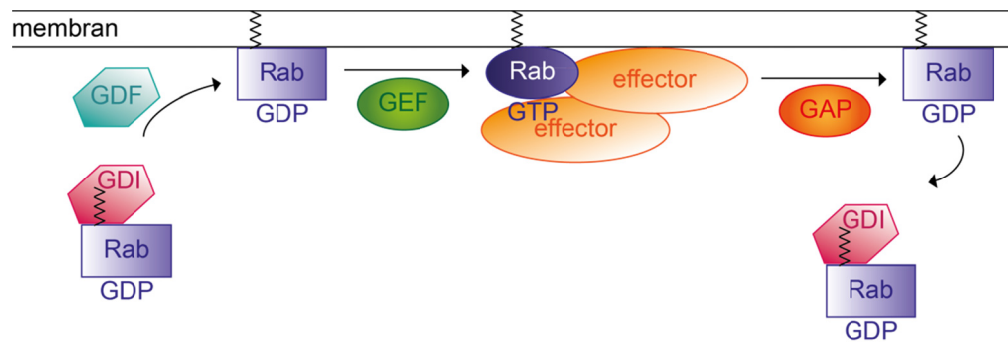 membran
Rab
GDP
GDF
GEF
Rab
GTP
effector
effector
GAP
Rab
GDP
GDI
Rab
GDP
GDI
Rab
GDP